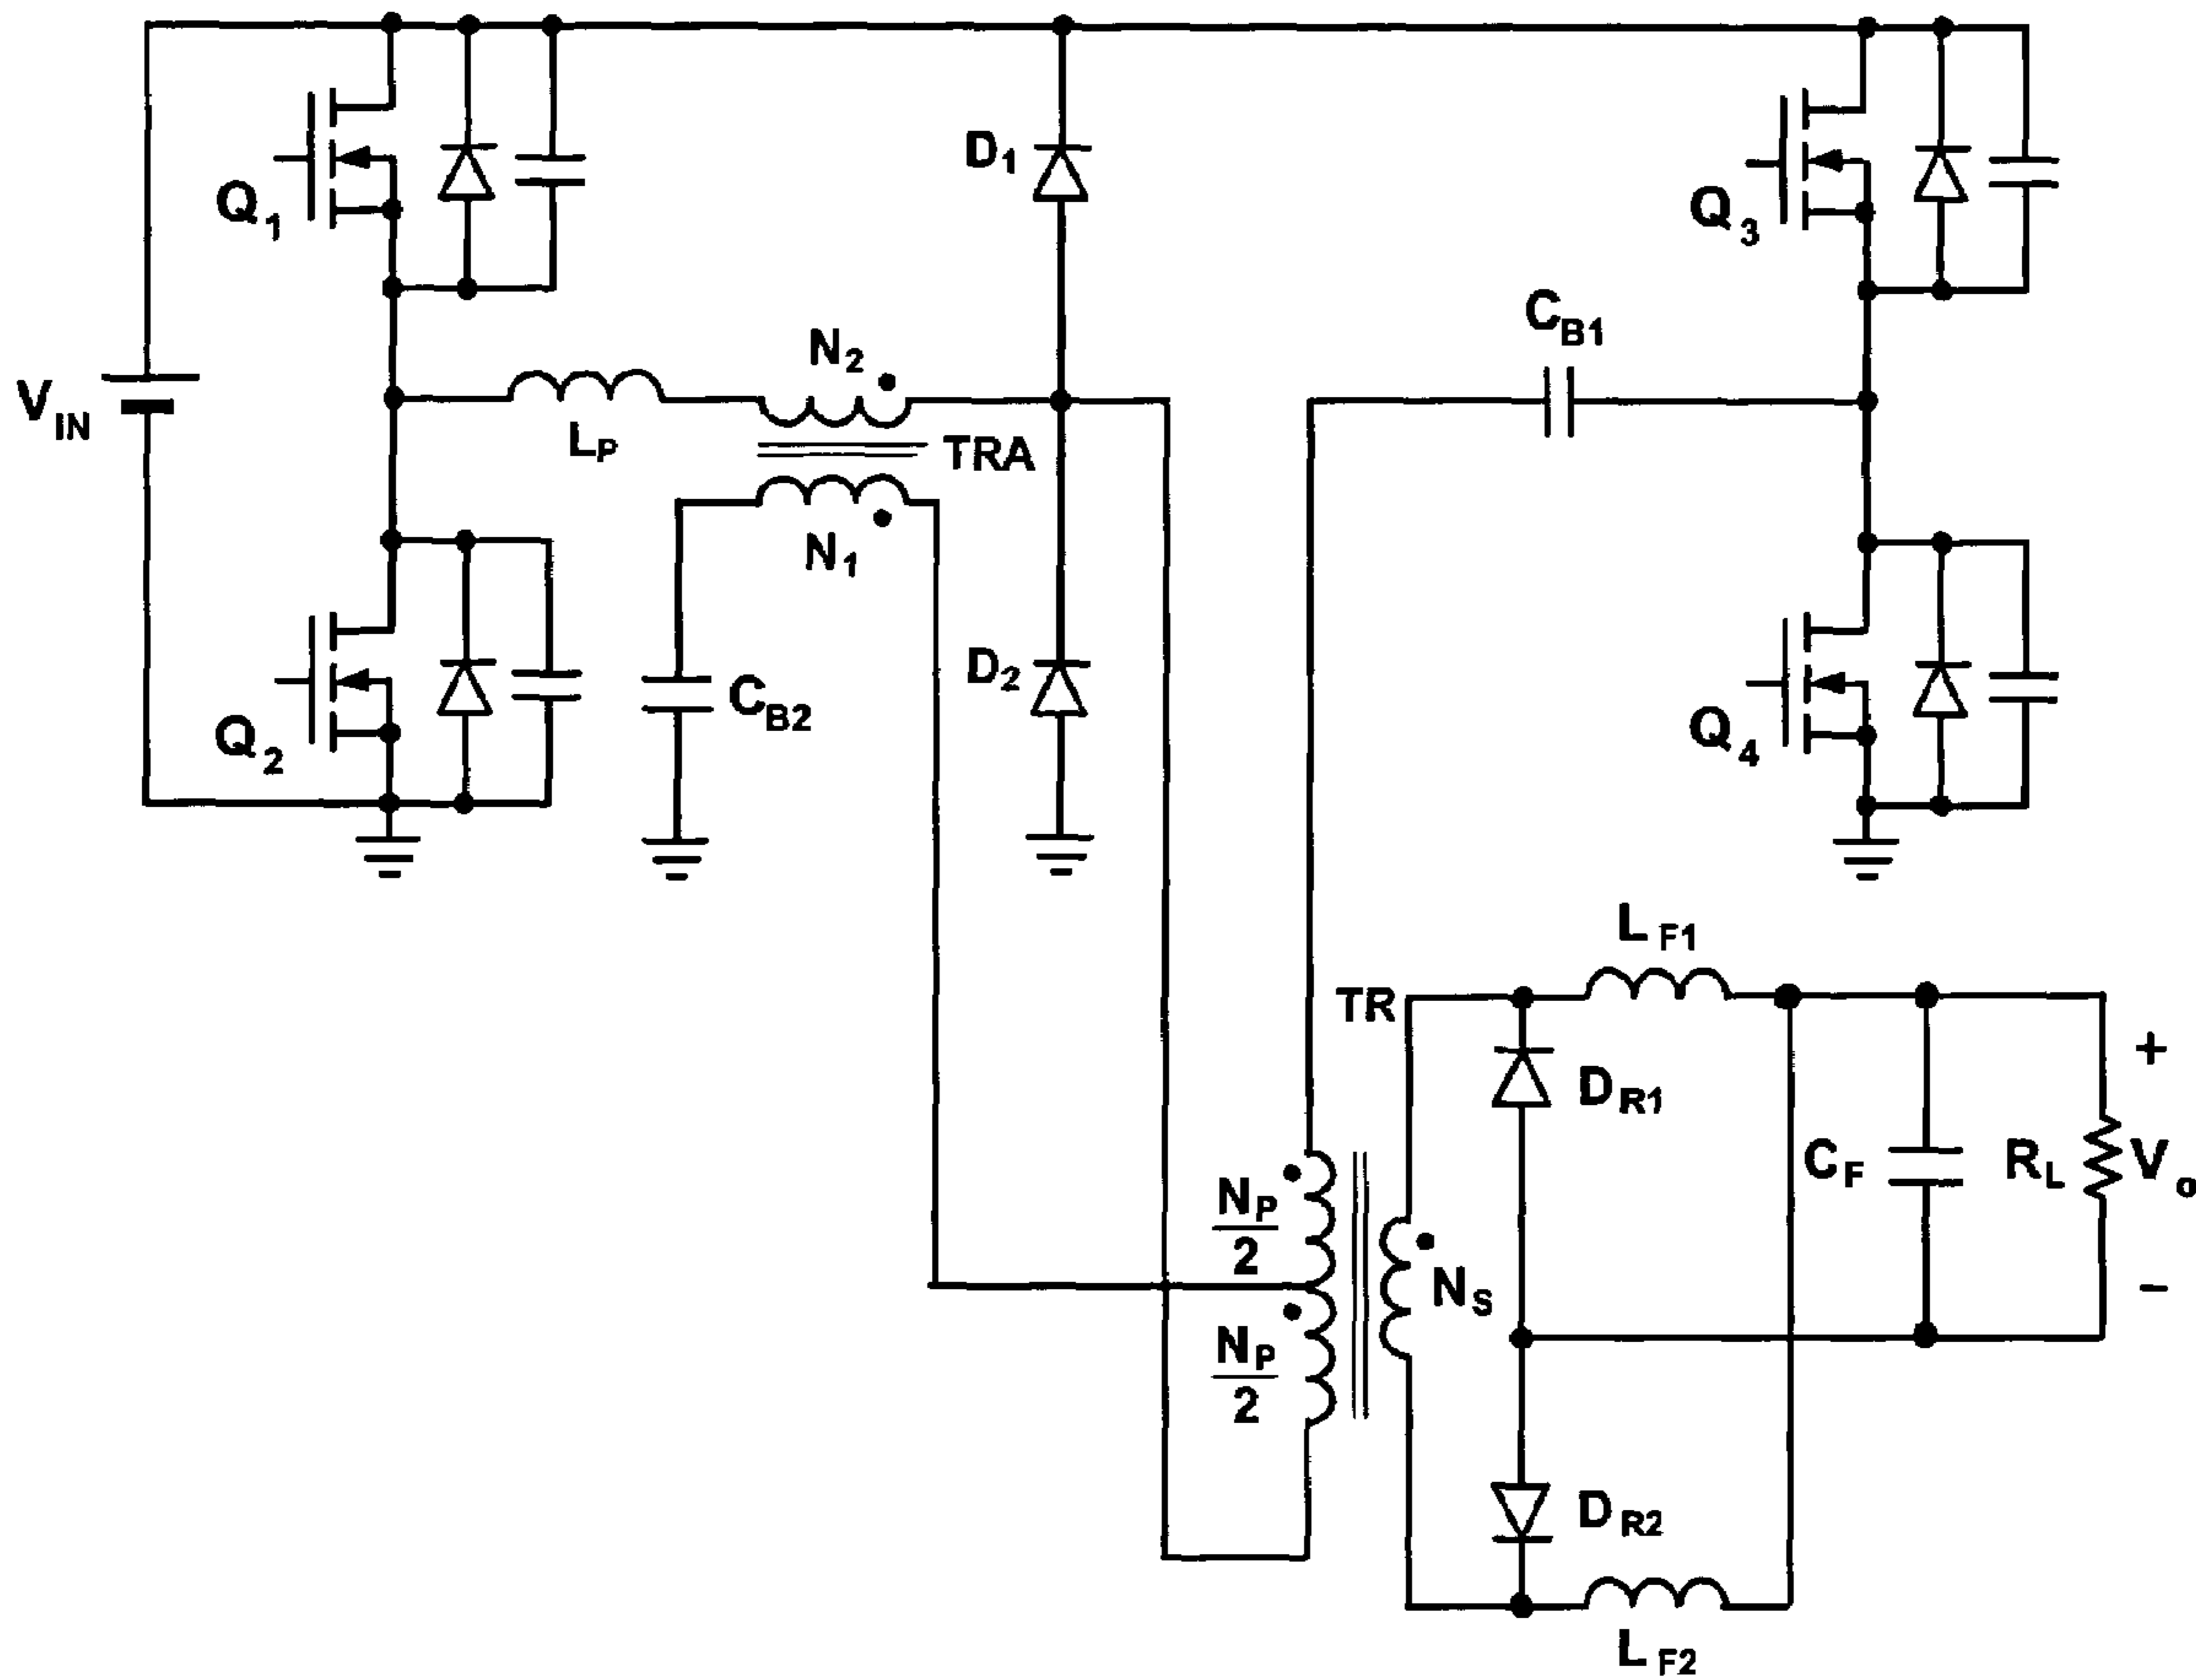 Q1
D1
Q3
CB1
N2
VIN
LP
TRA
N1
CB2
D2
Q2
Q4
LF1
TR
DR1
+
NP
2
CF
RL
Vo
NS
−
NP
2
DR2
LF2